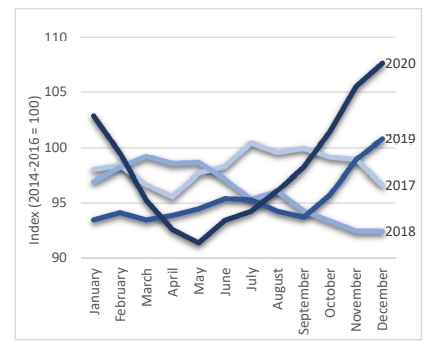 110
105
100
95
90
Index (2014-2016 = 100)
2020
2019
2017
2018
January
February
March
April
May
June
July
August
September
October
November
December